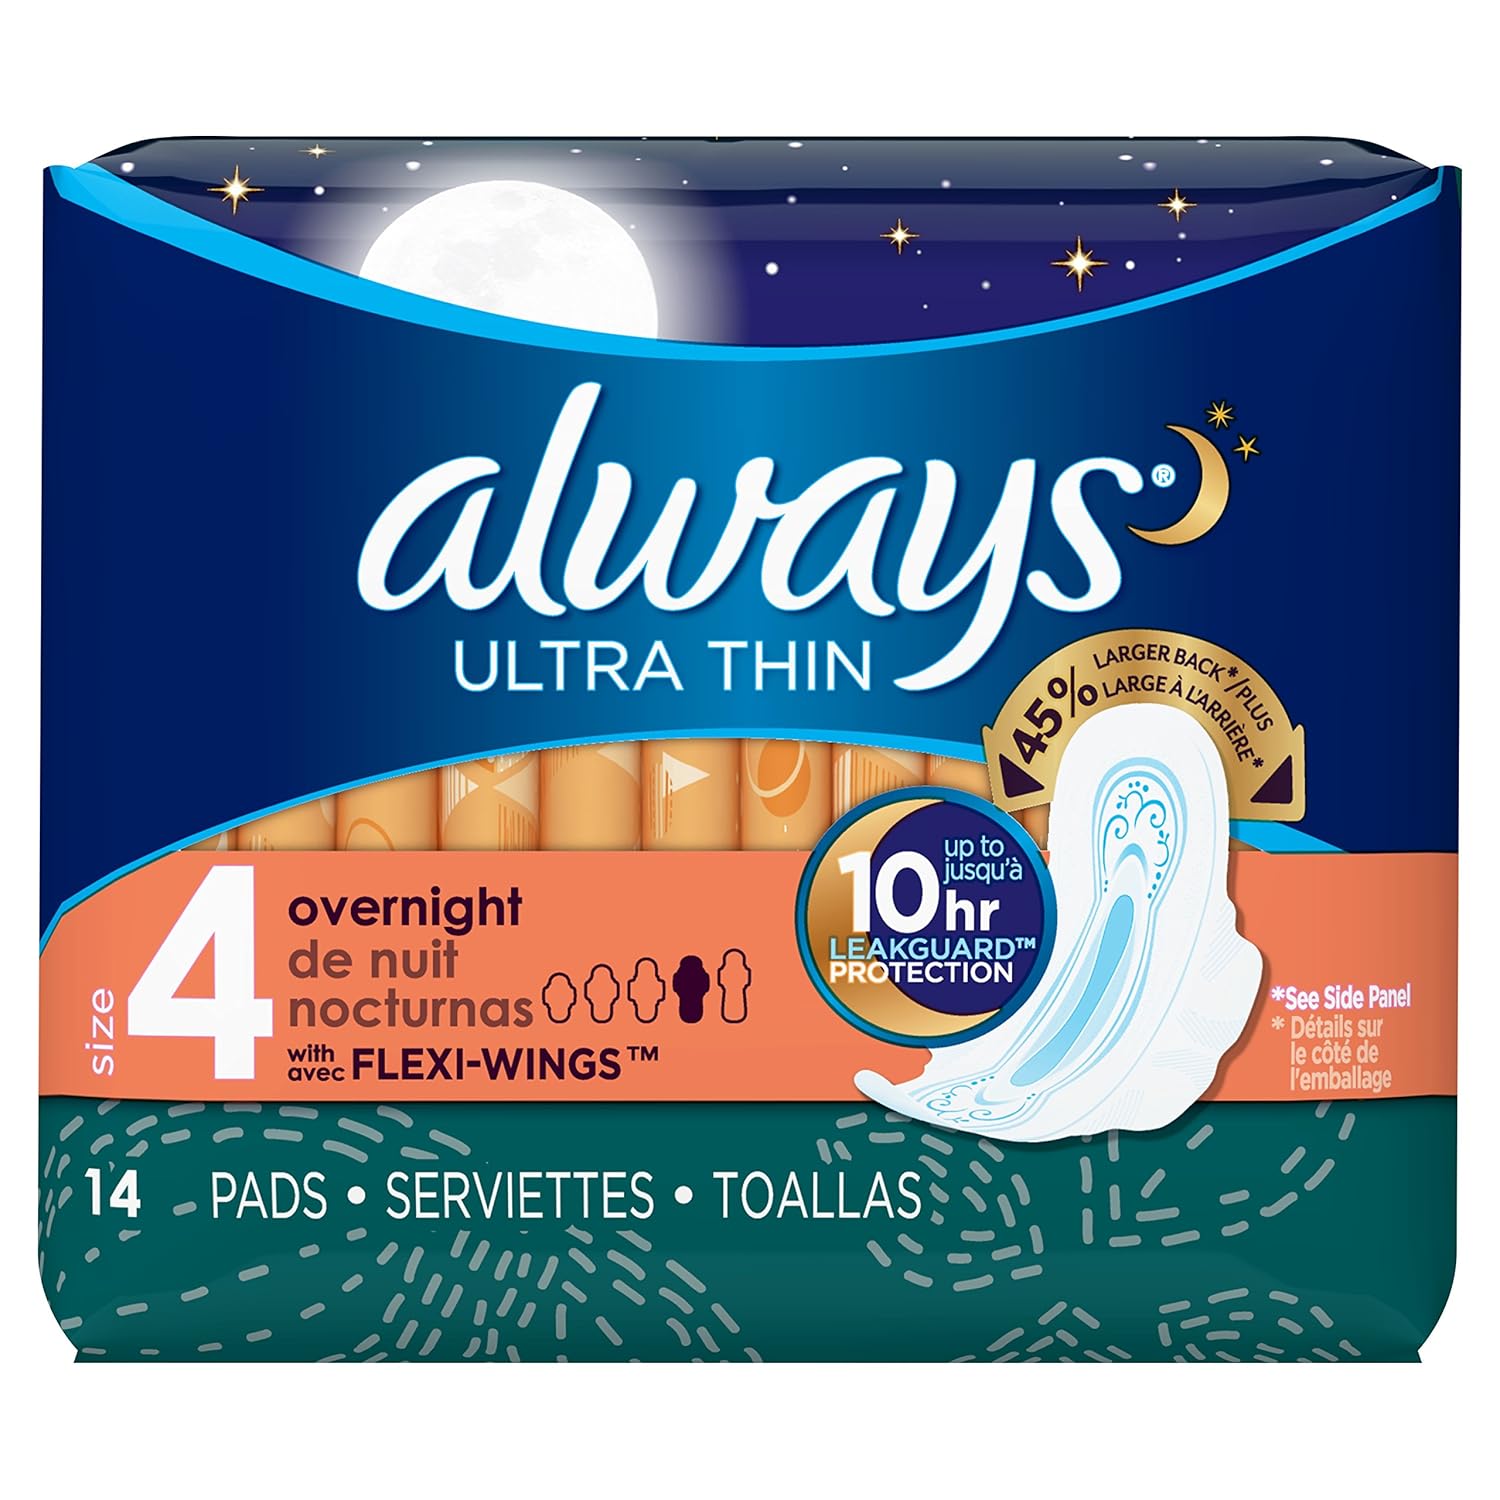 always®
ULTRA THIN
45% LARGER BACK*/PLUS
LARGE À L'ARRIÈRE*
up to
jusqu'à
10hr
LEAKGUARD™
PROTECTION
size 4
overnight
de nuit
nocturnas
with
avec FLEXI-WINGS™
*See Side Panel
* Détails sur
le côté de
l'emballage
14 PADS • SERVIETTES • TOALLAS